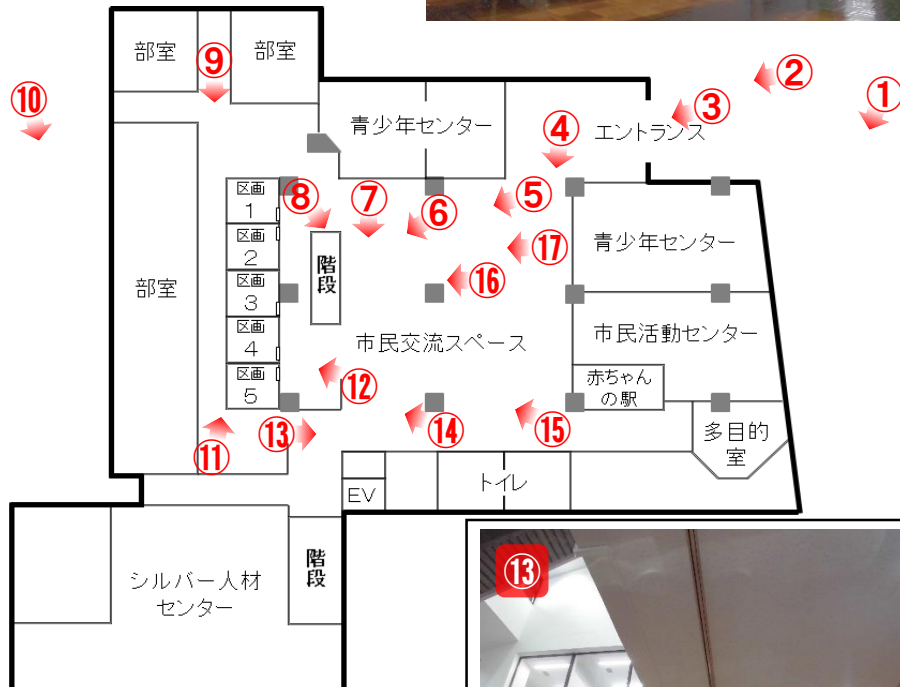 部室
⑨
部室
⑩
②
①
③
青少年センター
④
エントランス
区画
1
⑧
⑦
⑥
⑤
区画
2
階段
⑰
青少年センター
部室
区画
3
⑯
区画
4
市民交流スペース
市民活動センター
区画
5
⑫
赤ちゃん
の駅
⑪
⑬
⑭
⑮
多目的
室
EV
トイレ
シルバー人材
センター
階段
⑬